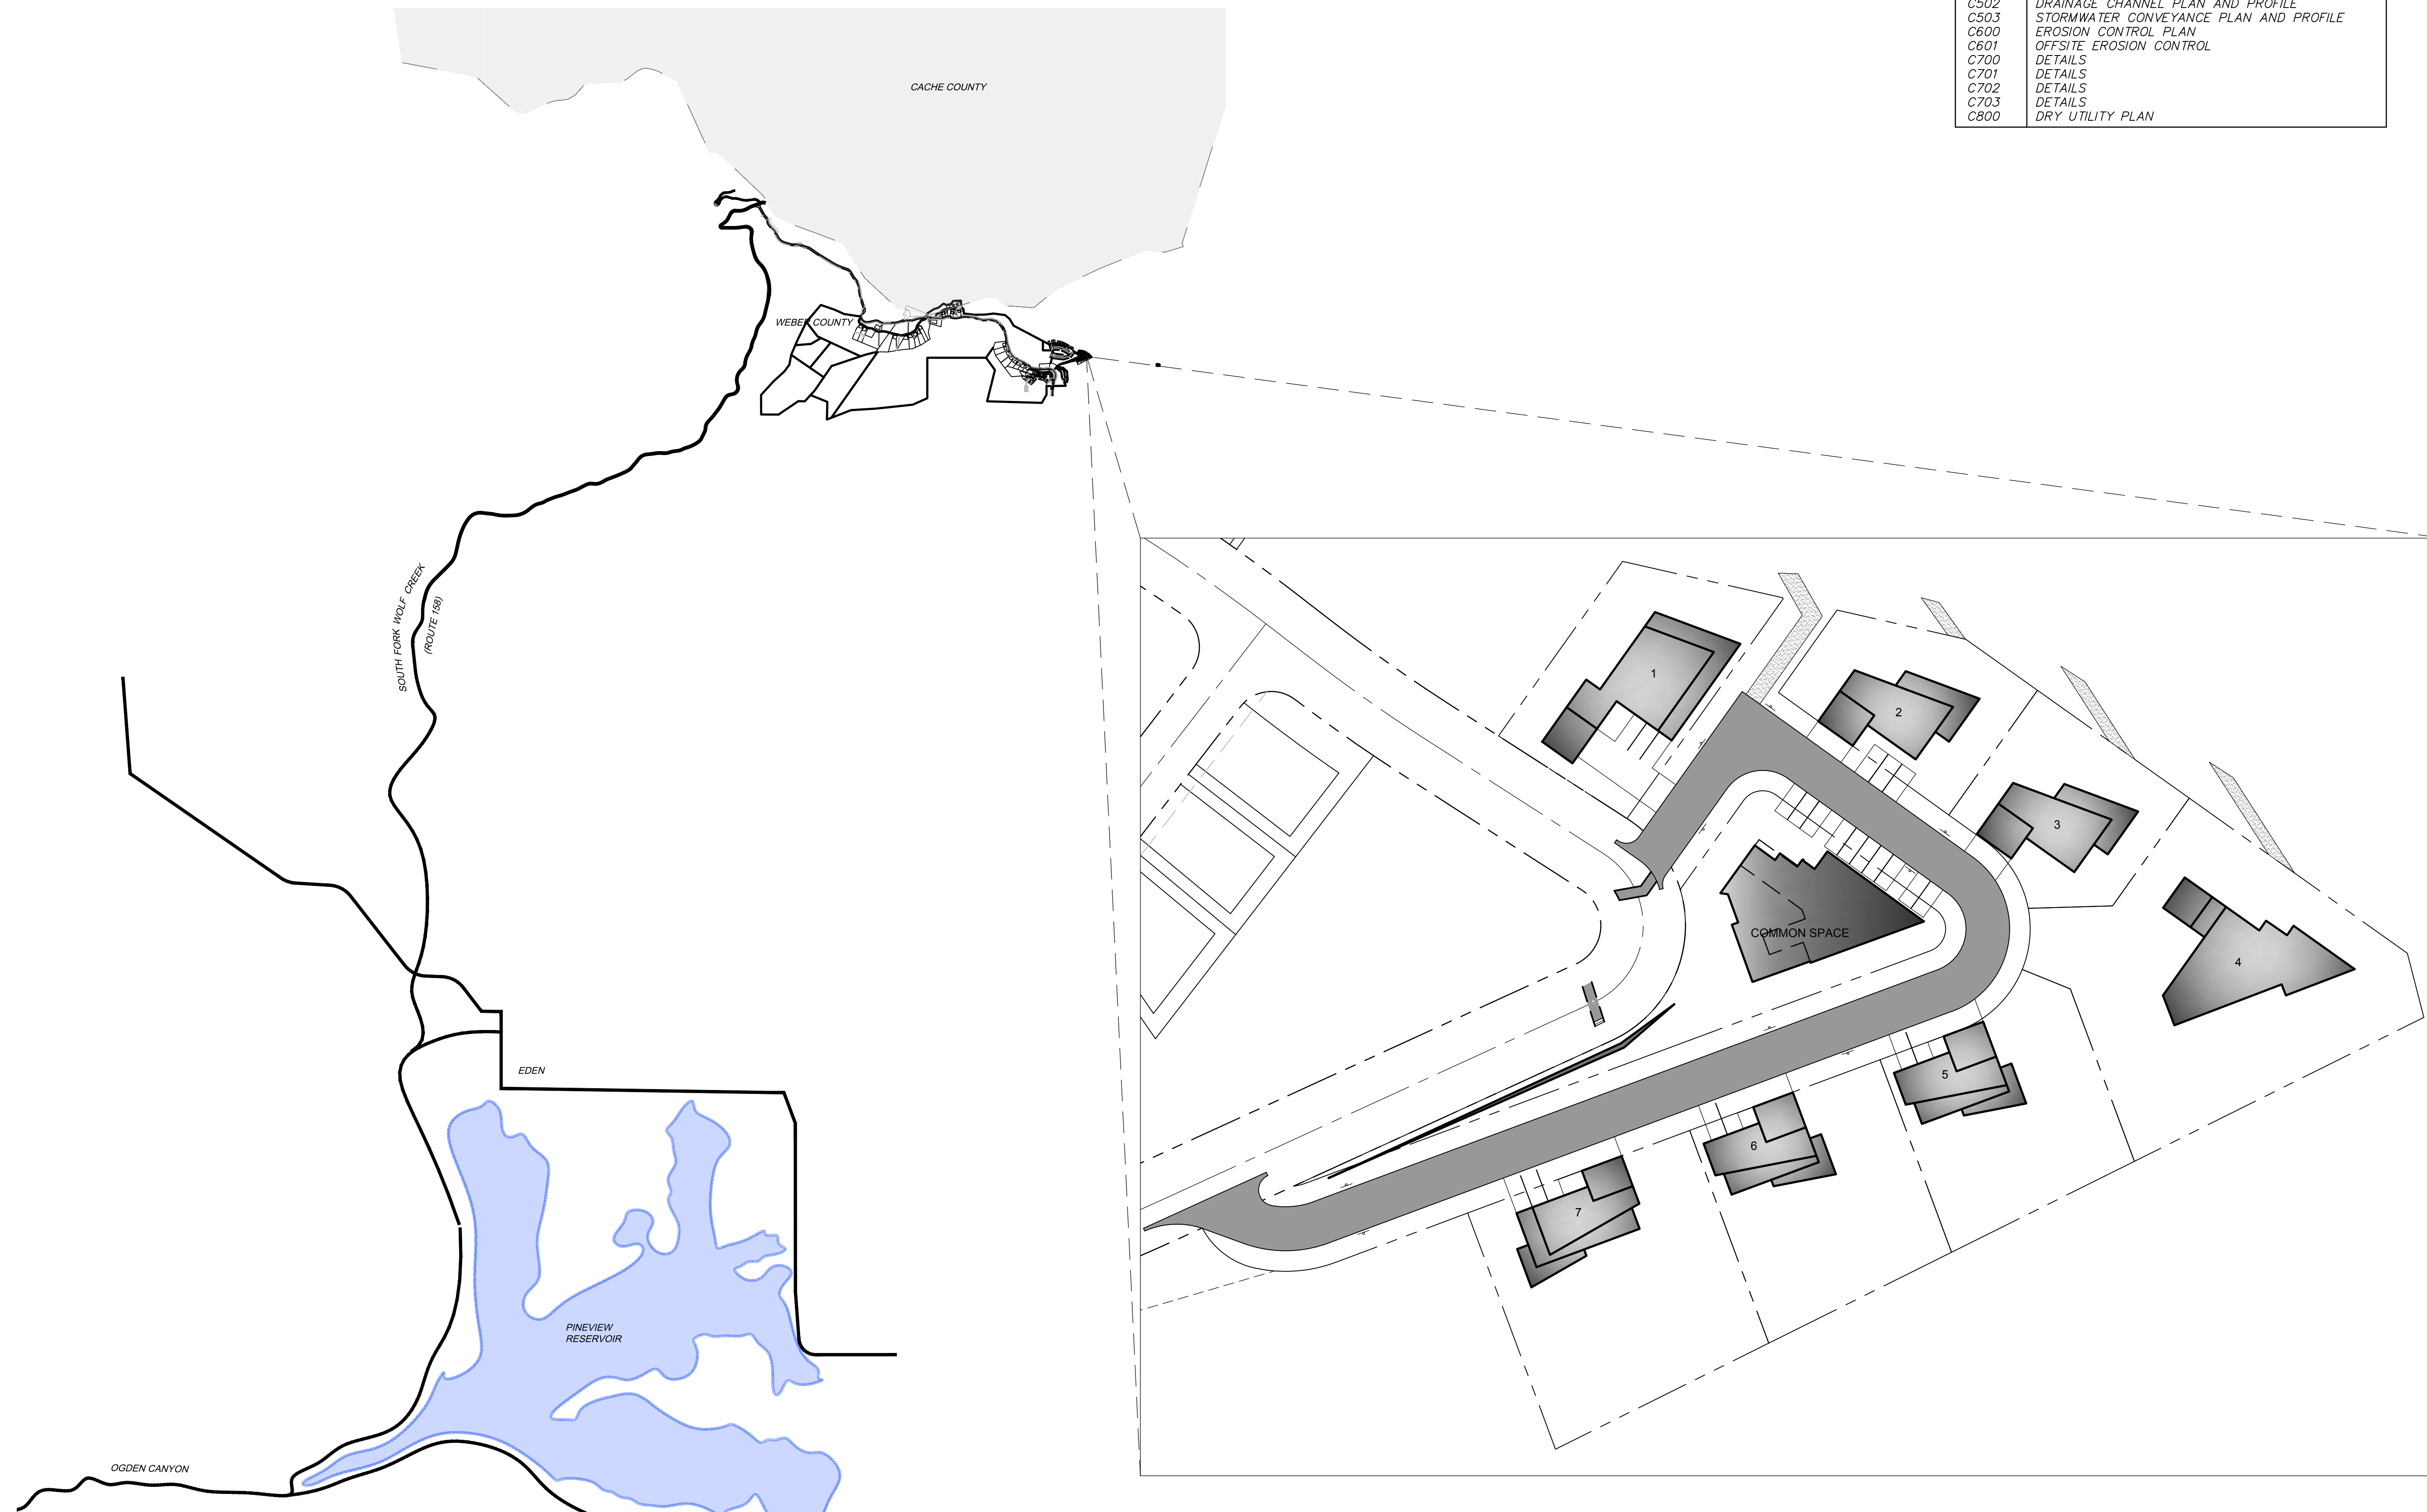 C502 DRAINAGE CHANNEL PLAN AND PROFILE
C503 STORMWATER CONVEYANCE PLAN AND PROFILE
C600 EROSION CONTROL PLAN
C601 OFFSITE EROSION CONTROL
C700 DETAILS
C701 DETAILS
C702 DETAILS
C703 DETAILS
C800 DRY UTILITY PLAN
CACHE COUNTY
WEBER COUNTY
SOUTH FORK WOLF CREEK
(ROUTE 158)
EDEN
PINEVIEW
RESERVOIR
OGDEN CANYON
1
2
3
4
COMMON SPACE
5
6
7